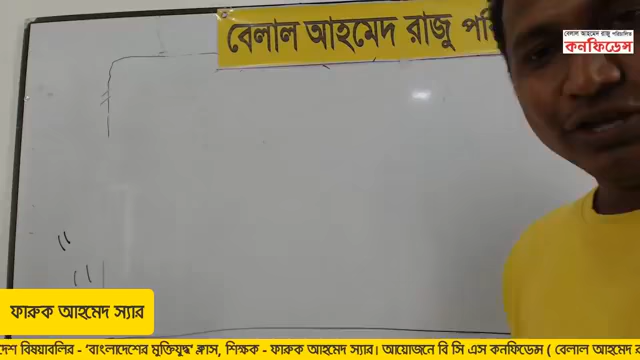 বেলাল আহমেদ রাজু
বেলাল আহমেদ রাজু পরিচালিত
কনফিডেন্স
ফারুক আহমেদ স্যার
বিষয়াবলির - ‘বাংলাদেশের মুক্তিযুদ্ধ’ ক্লাস, শিক্ষক - ফারুক আহমেদ স্যার। আয়োজনে বি সি এস কনফিডেন্স ( বেলাল আহমেদ